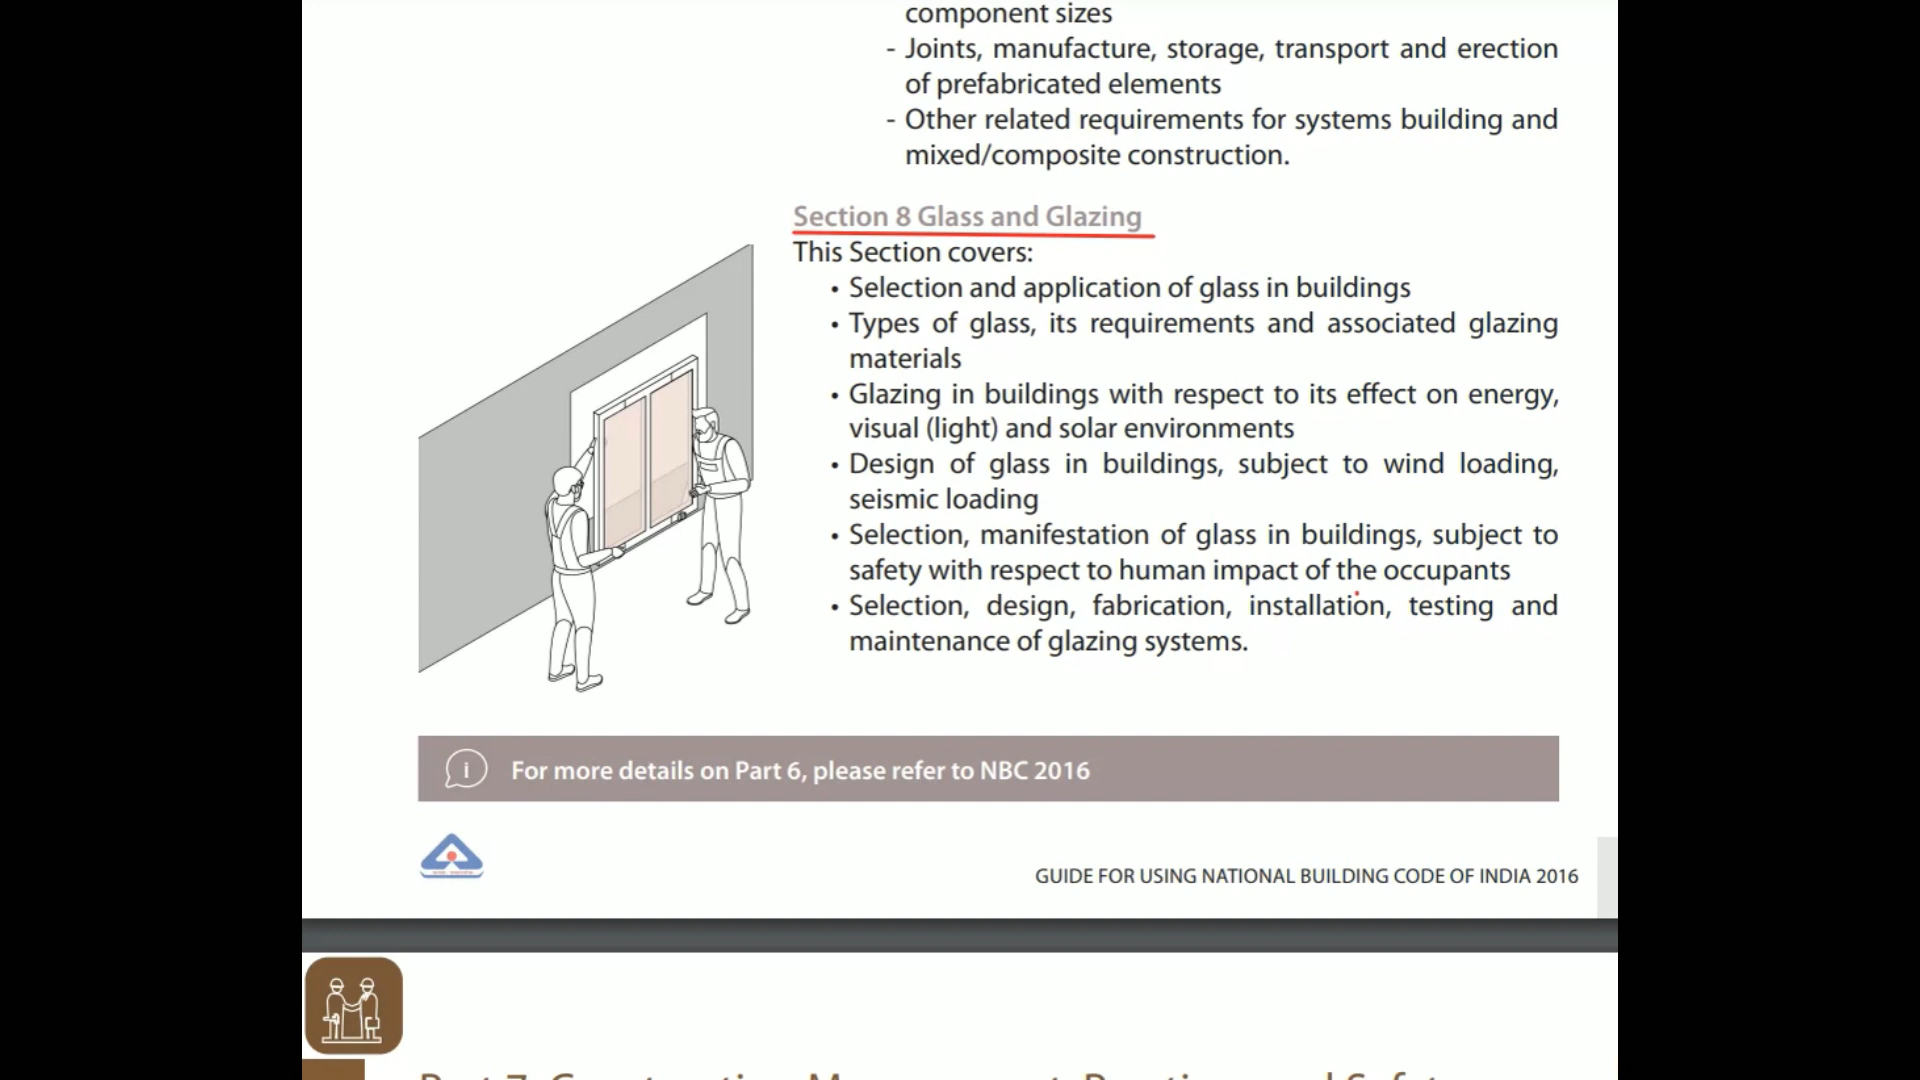 component sizes
- Joints, manufacture, storage, transport and erection
of prefabricated elements
- Other related requirements for systems building and
mixed/composite construction.
Section 8 Glass and Glazing
This Section covers:
• Selection and application of glass in buildings
• Types of glass, its requirements and associated glazing
materials
• Glazing in buildings with respect to its effect on energy,
visual (light) and solar environments
• Design of glass in buildings, subject to wind loading,
seismic loading
• Selection, manifestation of glass in buildings, subject to
safety with respect to human impact of the occupants
• Selection, design, fabrication, installation, testing and
maintenance of glazing systems.
i For more details on Part 6, please refer to NBC 2016
GUIDE FOR USING NATIONAL BUILDING CODE OF INDIA 2016